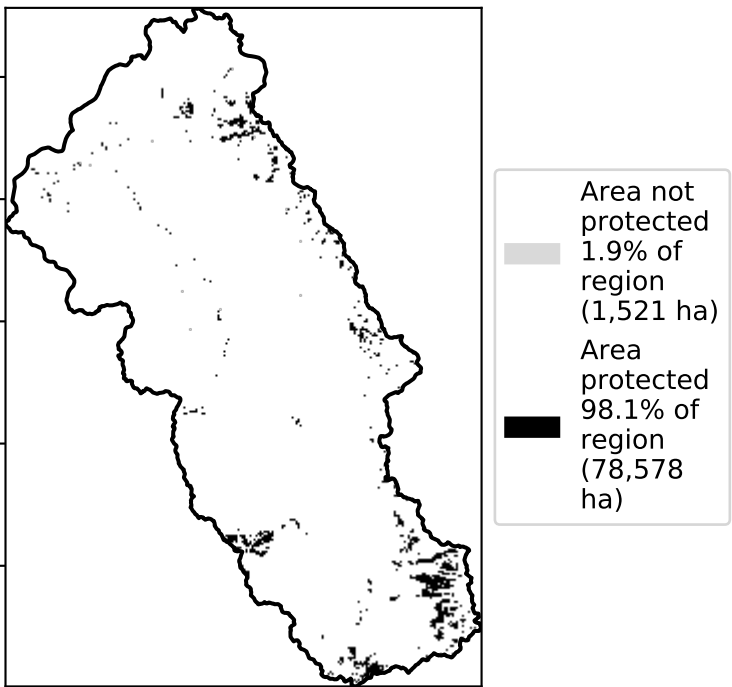 Area not
protected
1.9% of
region
(1,521 ha)
Area
protected
98.1% of
region
(78,578
ha)